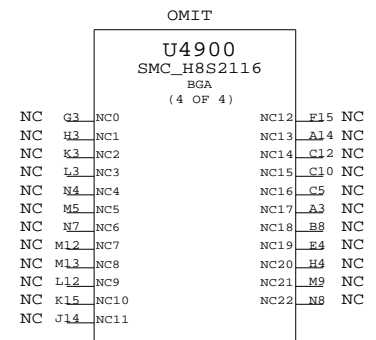 OMIT
U4900
SMC_H8S2116
BGA
(4 OF 4)
NC G3 NC0 NC12 F15 NC
NC H3 NC1 NC13 A14 NC
NC K3 NC2 NC14 C12 NC
NC L3 NC3 NC15 C10 NC
NC N4 NC4 NC16 C5 NC
NC M5 NC5 NC17 A3 NC
NC N7 NC6 NC18 B8 NC
NC M12 NC7 NC19 E4 NC
NC M13 NC8 NC20 H4 NC
NC L12 NC9 NC21 M9 NC
NC K15 NC10 NC22 N8 NC
NC J14 NC11